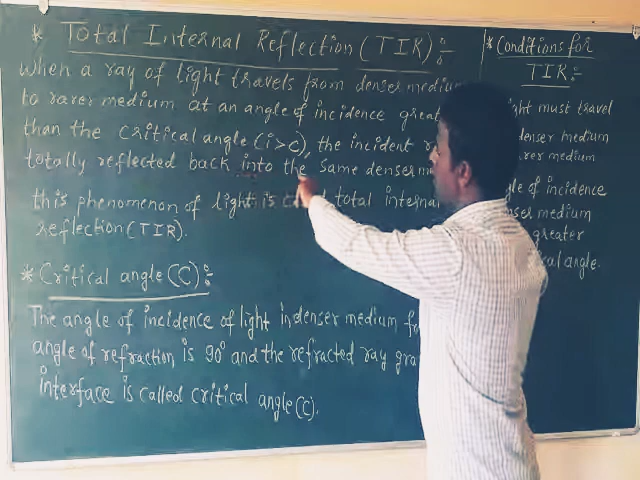 * Total Internal Reflection (TIR) :-
When a ray of light travels from denser medium
to rarer medium at an angle of incidence
than the critical angle (i>c), the incident
totally reflected back into the same denser
this phenomenon of light is total internal
reflection (TIR).
* Critical angle (C) :-
The angle of incidence of light in denser medium
angle of refraction is 90° and the refracted ray
interface is called critical angle (C).
* Conditions for
TIR :-
must travel
denser medium
medium
of incidence
medium
greater
angle.